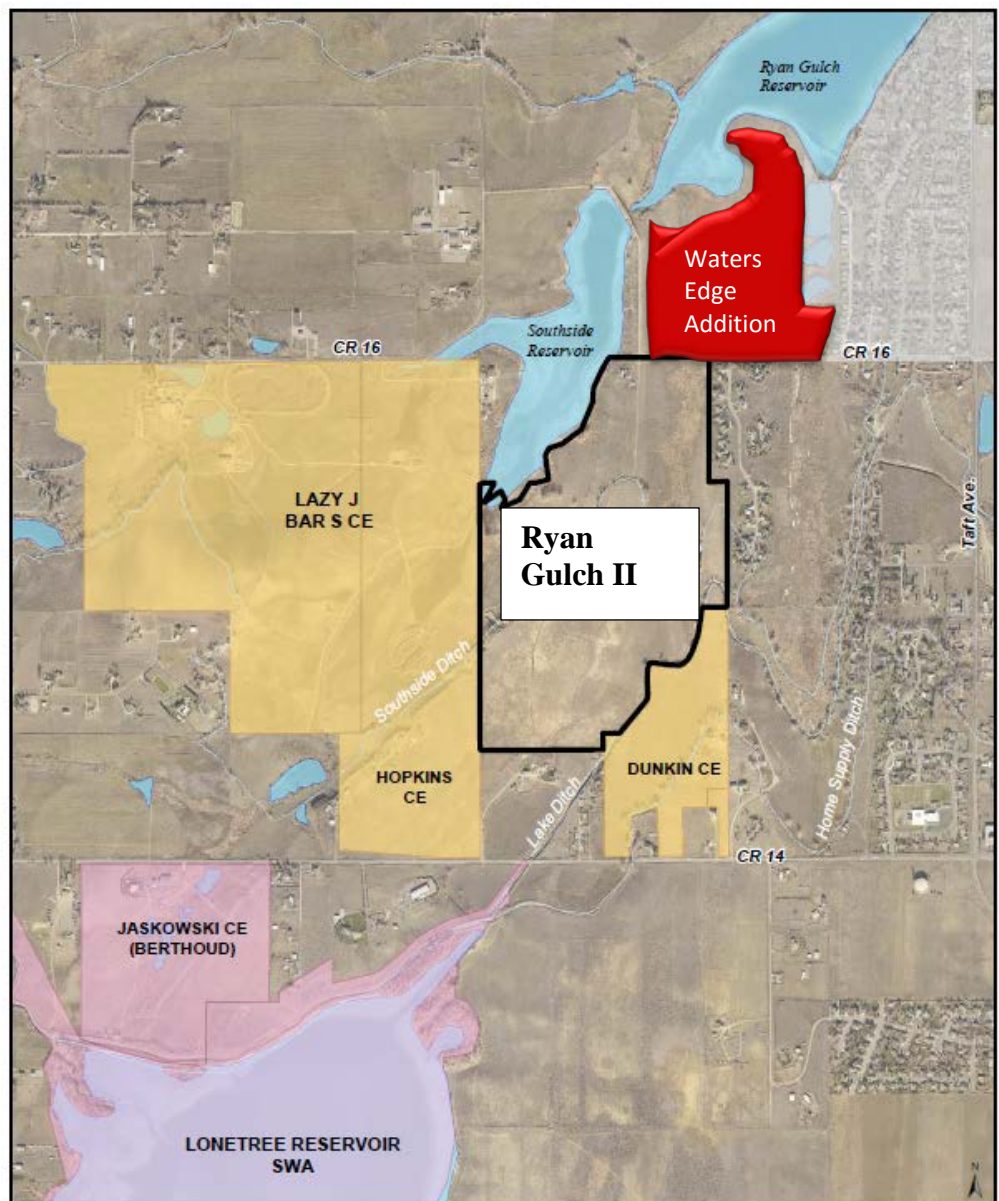 Ryan Gulch
Reservoir
Waters
Edge
Addition
Southside
Reservoir
CR 16
CR 16
LAZY J
BAR S CE
Ryan
Gulch II
Taft Ave.
Southside Ditch
HOPKINS
CE
Lake Ditch
DUNKIN CE
Home Supply Ditch
CR 14
JASKOWSKI CE
(BERTHOUD)
LONETREE RESERVOIR
SWA
N